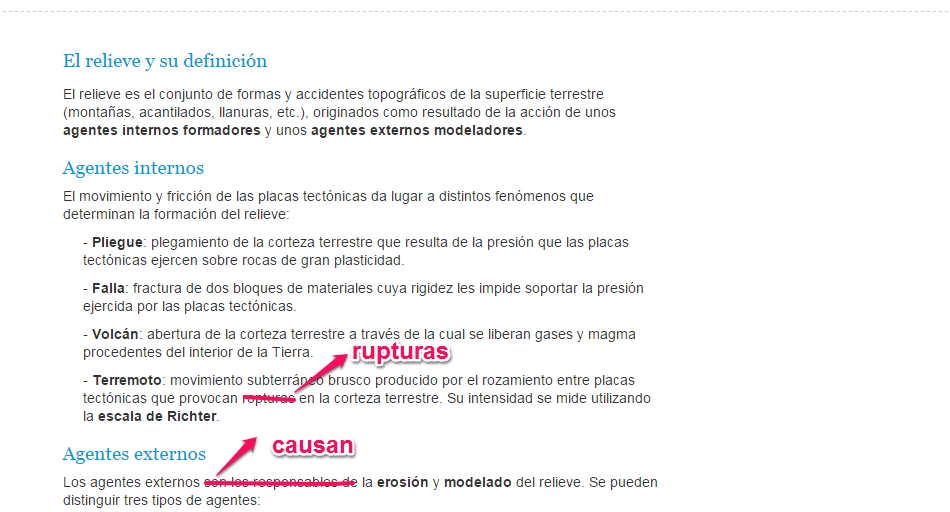 El relieve y su definición
El relieve es el conjunto de formas y accidentes topográficos de la superficie terrestre
(montañas, acantilados, llanuras, etc.), originados como resultado de la acción de unos
agentes internos formadores y unos agentes externos modeladores.
Agentes internos
El movimiento y fricción de las placas tectónicas da lugar a distintos fenómenos que
determinan la formación del relieve:
- Pliegue: plegamiento de la corteza terrestre que resulta de la presión que las placas
tectónicas ejercen sobre rocas de gran plasticidad.
- Falla: fractura de dos bloques de materiales cuya rigidez les impide soportar la presión
ejercida por las placas tectónicas.
- Volcán: abertura de la corteza terrestre a través de la cual se liberan gases y magma
procedentes del interior de la Tierra.
rupturas
- Terremoto: movimiento subterráneo brusco producido por el rozamiento entre placas
tectónicas que provocan ropturas en la corteza terrestre. Su intensidad se mide utilizando
la escala de Richter.
causan
Agentes externos
Los agentes externos son los responsables de la erosión y modelado del relieve. Se pueden
distinguir tres tipos de agentes: